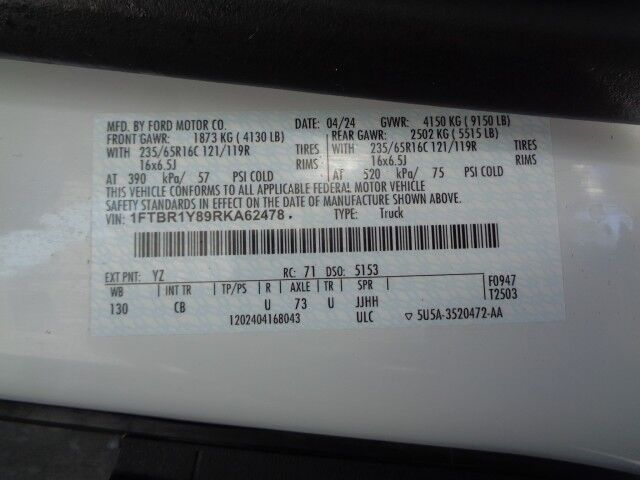 MFD. BY FORD MOTOR CO. DATE: 04/24 GVWR: 4150 KG ( 9150 LB)
FRONT GAWR: 1873 KG ( 4130 LB) REAR GAWR: 2502 KG ( 5515 LB)
WITH 235/65R16C 121/119R TIRES WITH 235/65R16C 121/119R TIRES
16x6.5J RIMS 16x6.5J RIMS
AT 390 kPa/ 57 PSI COLD AT 520 kPa/ 75 PSI COLD
THIS VEHICLE CONFORMS TO ALL APPLICABLE FEDERAL MOTOR VEHICLE
SAFETY STANDARDS IN EFFECT ON THE DATE OF MANUFACTURE SHOWN ABOVE.
VIN: 1FTBR1Y89RKA62478 TYPE: Truck
EXT PNT: YZ RC: 71 DSO: 5153
WB INT TR TP/PS R AXLE TR SPR F0947
130 CB U 73 U JJHH T2503
1202404168043 ULC ▽ 5U5A-3520472-AA